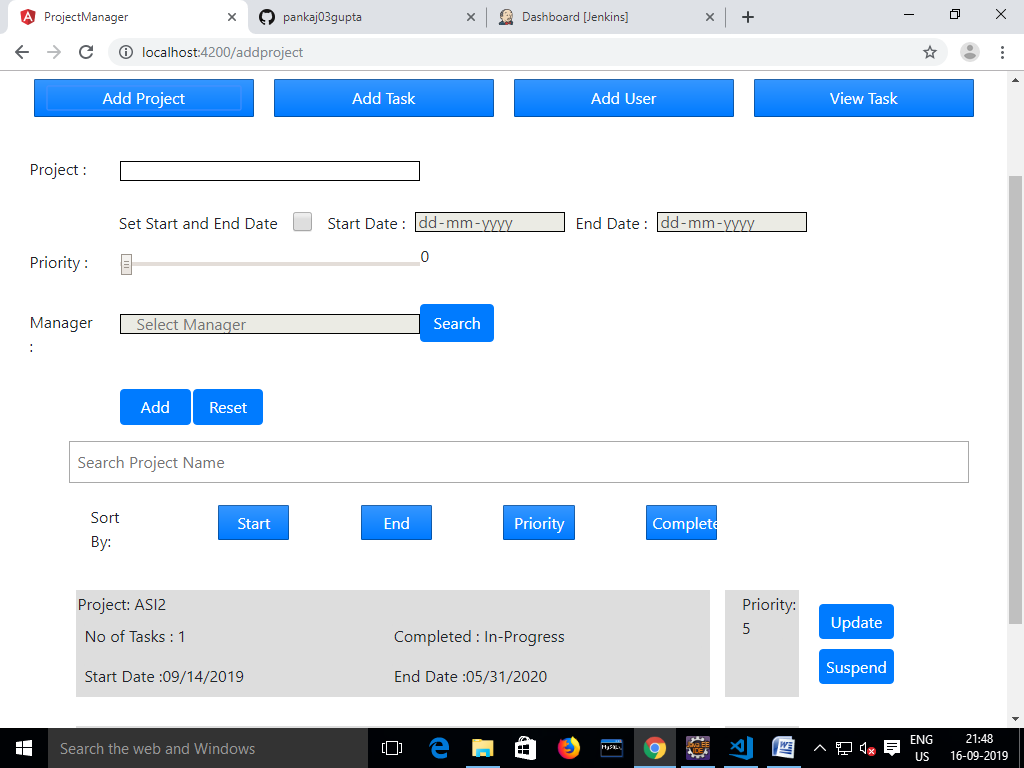 ProjectManager
pankaj03gupta
Dashboard [Jenkins]
localhost:4200/addproject
Add Project
Add Task
Add User
View Task
Project :
Set Start and End Date
Start Date :
dd-mm-yyyy
End Date :
dd-mm-yyyy
Priority :
0
Manager
:
Select Manager
Search
Add
Reset
Search Project Name
Sort
By:
Start
End
Priority
Complete
Project: ASI2
No of Tasks : 1
Completed : In-Progress
Start Date :09/14/2019
End Date :05/31/2020
Priority:
5
Update
Suspend
Search the web and Windows
MySQL
ENG
US
21:48
16-09-2019